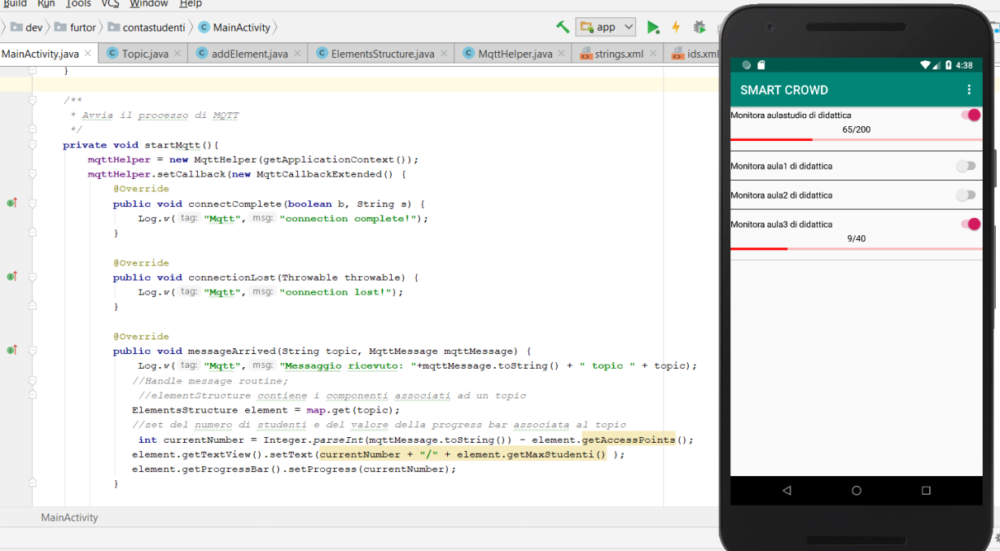 Build Run Tools VCS Window Help
dev furtor contastudenti MainActivity app
MainActivity.java Topic.java addElement.java ElementsStructure.java MqttHelper.java strings.xml ids.xml
}
/**
* Avvia il processo di MQTT
*/
private void startMqtt(){
mqttHelper = new MqttHelper(getApplicationContext());
mqttHelper.setCallback(new MqttCallbackExtended() {
@Override
public void connectComplete(boolean b, String s) {
Log.w( tag: "Mqtt", msg: "connection complete!");
}
@Override
public void connectionLost(Throwable throwable) {
Log.w( tag: "Mqtt", msg: "connection lost!");
}
@Override
public void messageArrived(String topic, MqttMessage mqttMessage) {
Log.w( tag: "Mqtt", msg: "Messaggio ricevuto: "+mqttMessage.toString() + " topic " + topic);
//Handle message routine;
//elementStructure contiene i componenti associati ad un topic
ElementsStructure element = map.get(topic);
//set del numero di studenti e del valore della progress bar associata al topic
int currentNumber = Integer.parseInt(mqttMessage.toString()) - element.getAccessPoints();
element.getTextView().setText(currentNumber + "/" + element.getMaxStudenti() );
element.getProgressBar().setProgress(currentNumber);
}
MainActivity
4:38
SMART CROWD
Monitora aulastudio di didattica
65/200
Monitora aula1 di didattica
Monitora aula2 di didattica
Monitora aula3 di didattica
9/40